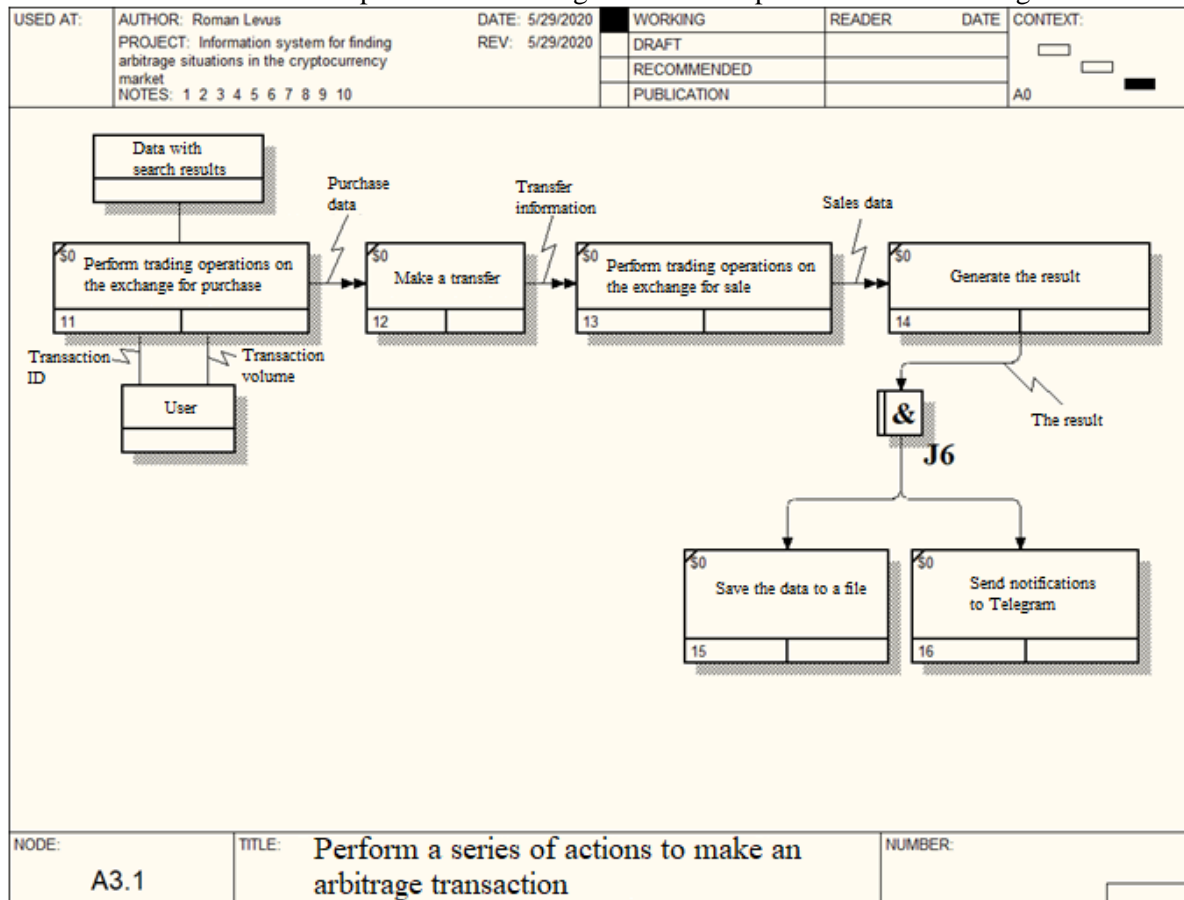 USED AT:
AUTHOR: Roman Levus
DATE: 5/29/2020
PROJECT: Information system for finding
arbitrage situations in the cryptocurrency
market
REV: 5/29/2020
NOTES: 1 2 3 4 5 6 7 8 9 10
WORKING
DRAFT
RECOMMENDED
PUBLICATION
READER DATE
CONTEXT:
A0
Data with
search results
Purchase
data
Transfer
information
Sales data
$0
Perform trading operations on
the exchange for purchase
11
$0
Make a transfer
12
$0
Perform trading operations on
the exchange for sale
13
$0
Generate the result
14
Transaction
ID
Transaction
volume
User
&
J6
The result
$0
Save the data to a file
15
$0
Send notifications
to Telegram
16
NODE:
A3.1
TITLE:
Perform a series of actions to make an
arbitrage transaction
NUMBER: